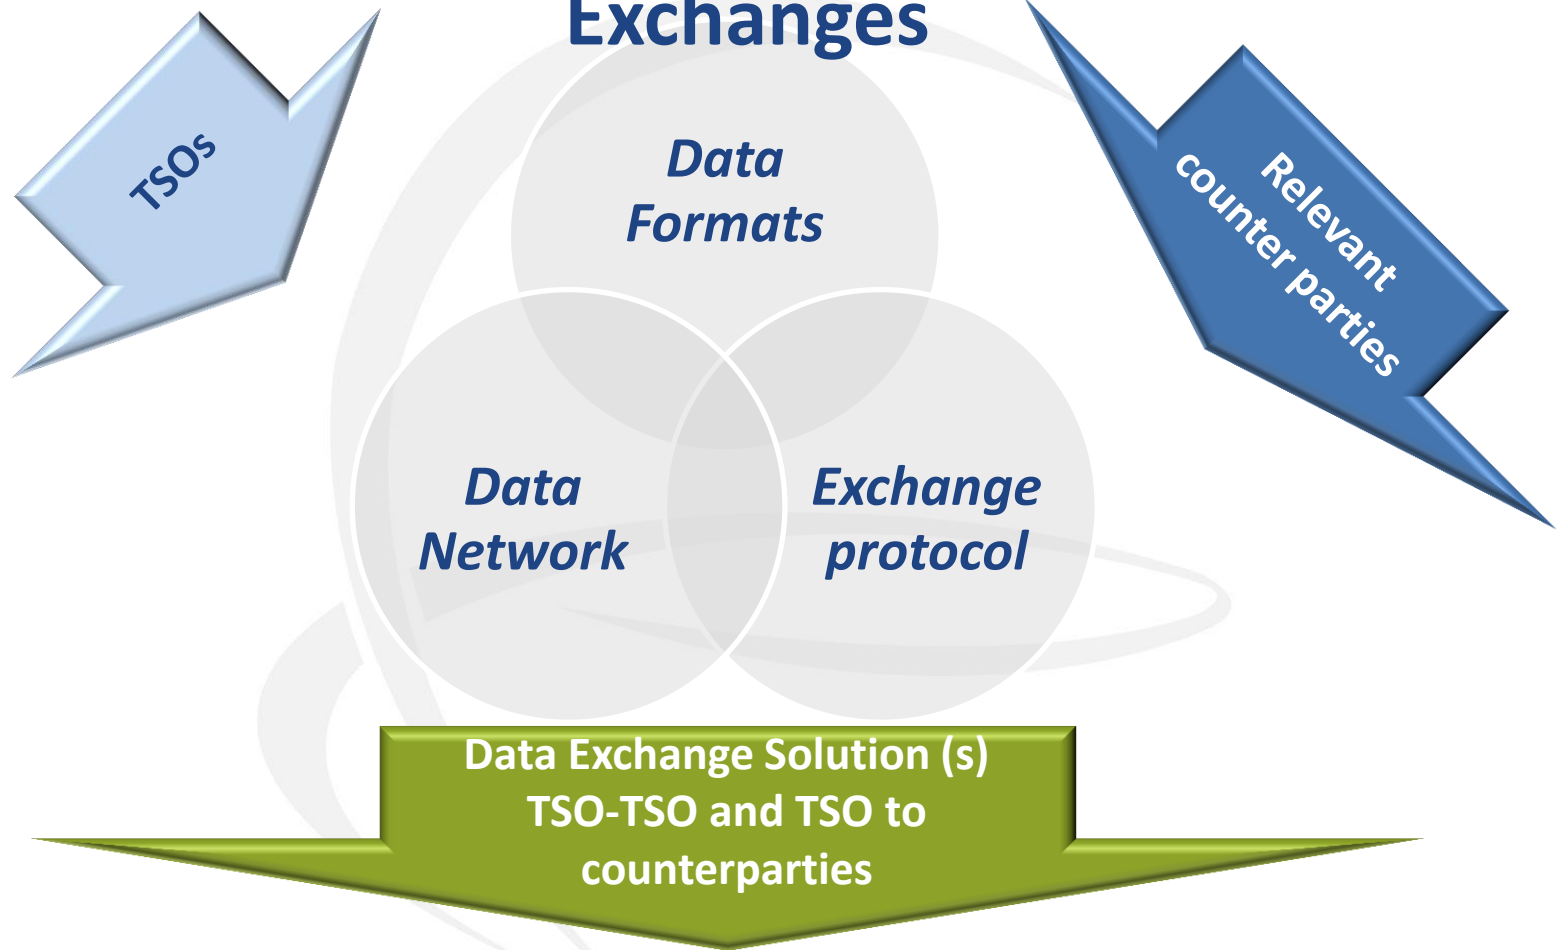 Exchanges
TSOs
Relevant
counter parties
Data
Formats
Data
Network
Exchange
protocol
Data Exchange Solution (s)
TSO-TSO and TSO to
counterparties